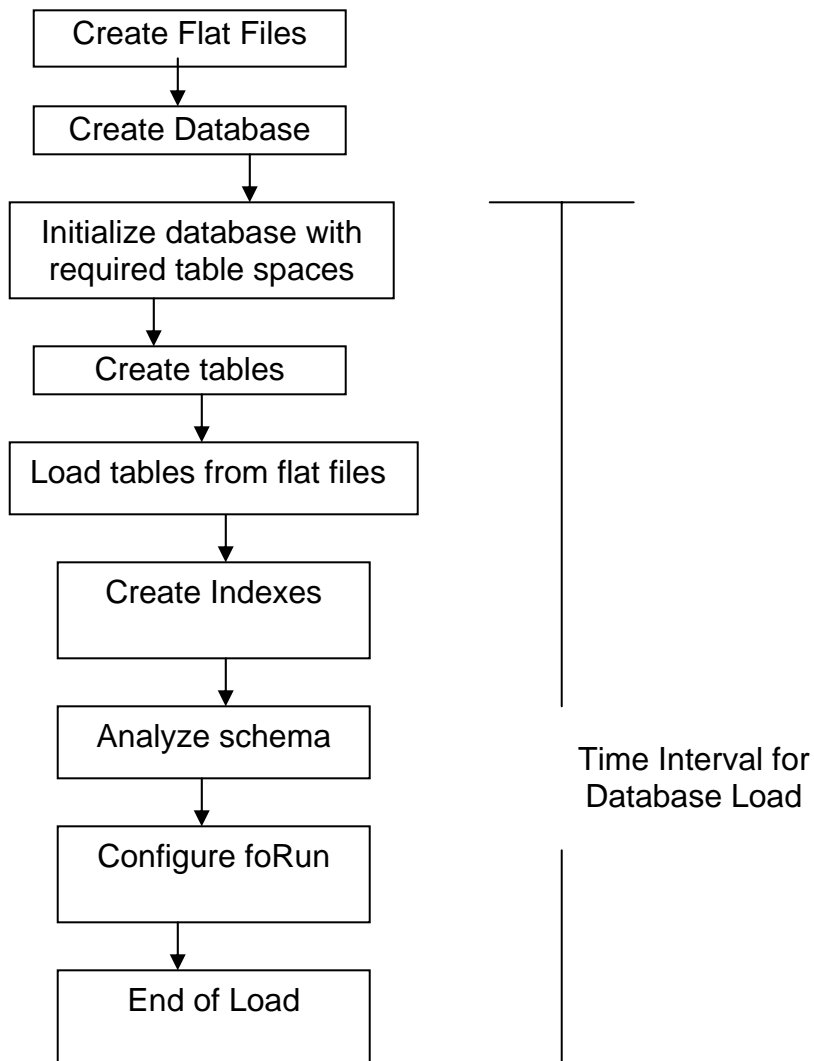 Create Flat Files
Create Database
Initialize database with
required table spaces
Create tables
Load tables from flat files
Create Indexes
Analyze schema
Configure foRun
End of Load
Time Interval for
Database Load